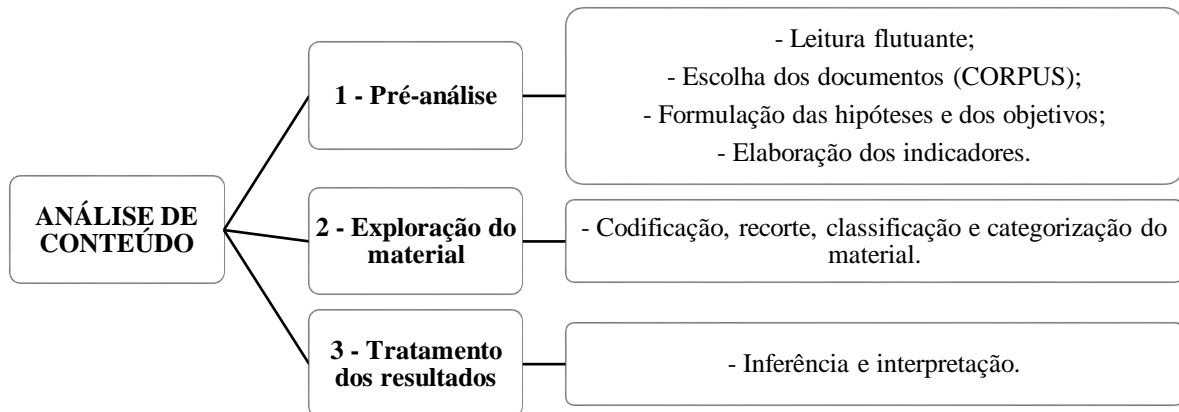 ANÁLISE DE
CONTEÚDO
1 - Pré-análise
- Leitura flutuante;
- Escolha dos documentos (CORPUS);
- Formulação das hipóteses e dos objetivos;
- Elaboração dos indicadores.
2 - Exploração do
material
- Codificação, recorte, classificação e categorização do
material.
3 - Tratamento
dos resultados
- Inferência e interpretação.